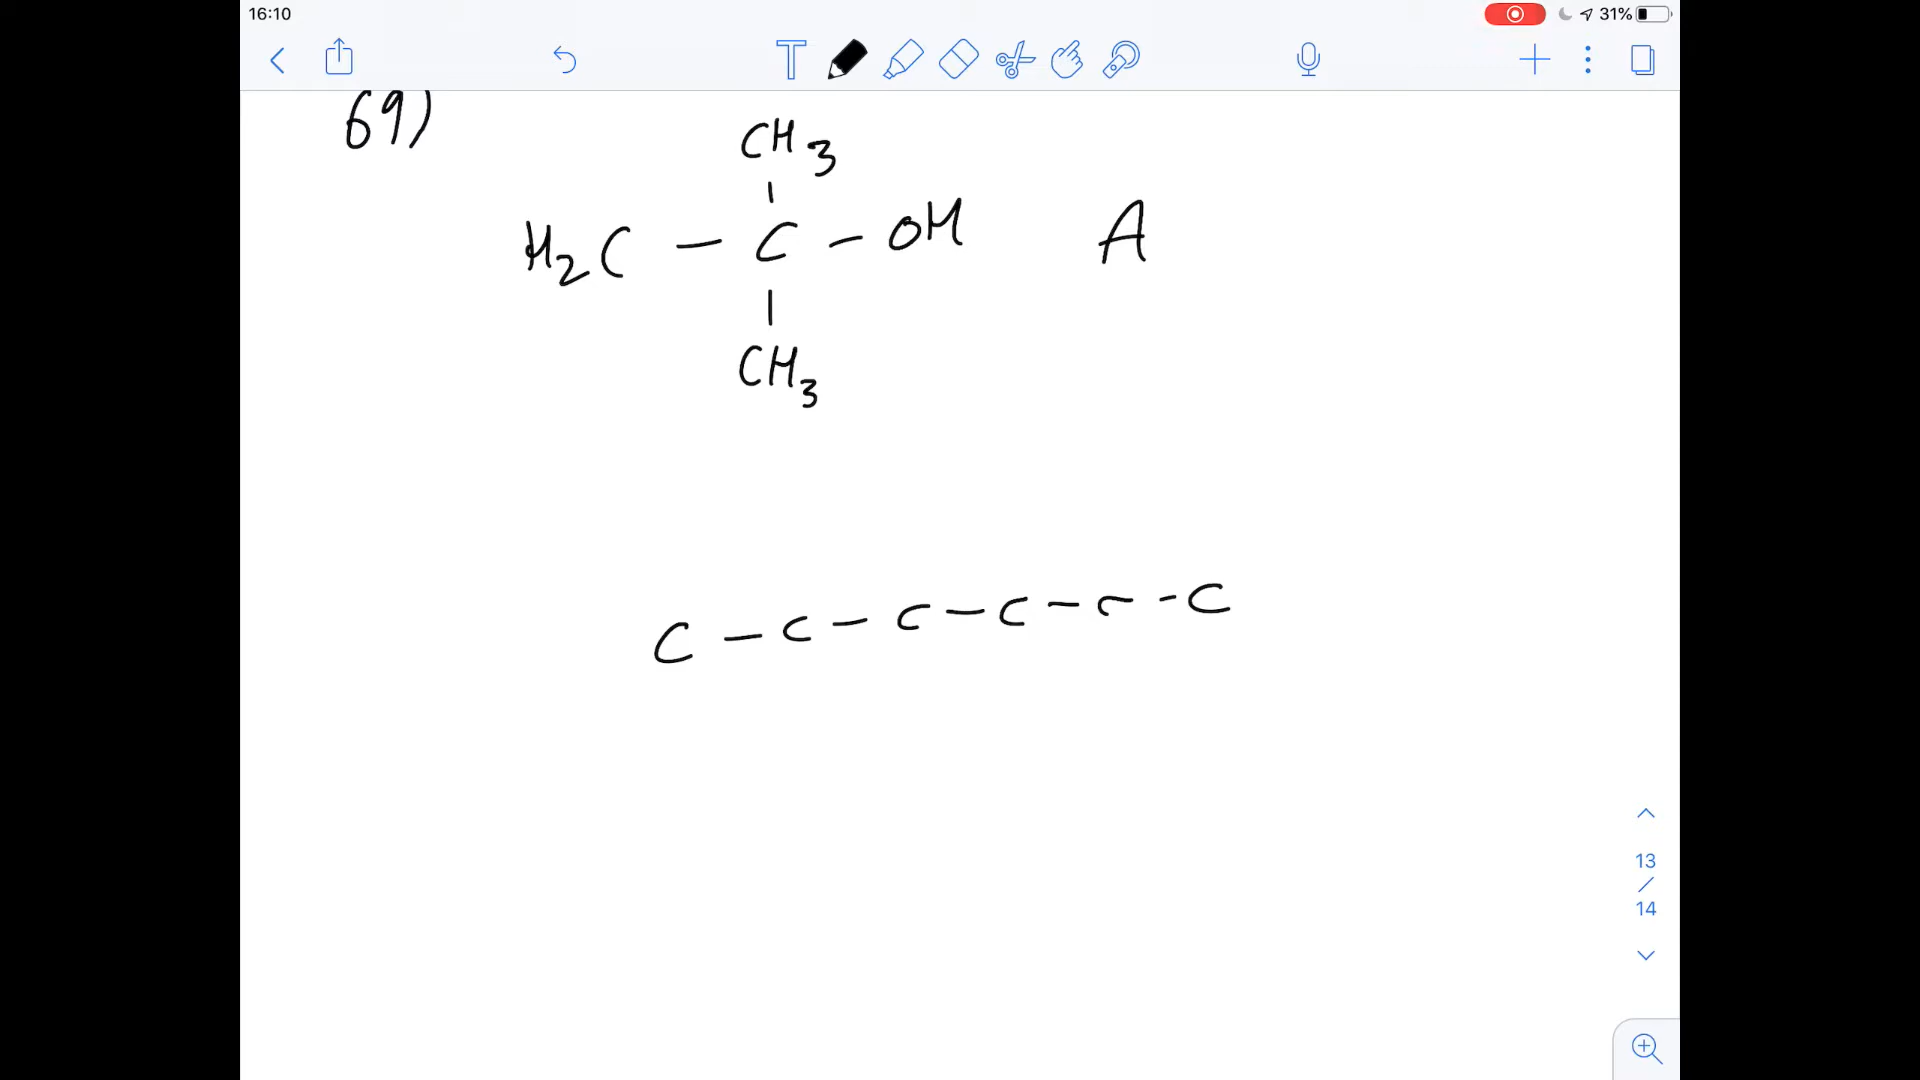 16:10
31%
T
69)
CH3
H2C - C - OH A
CH3
C - C - C - C - C - C
13
/
14